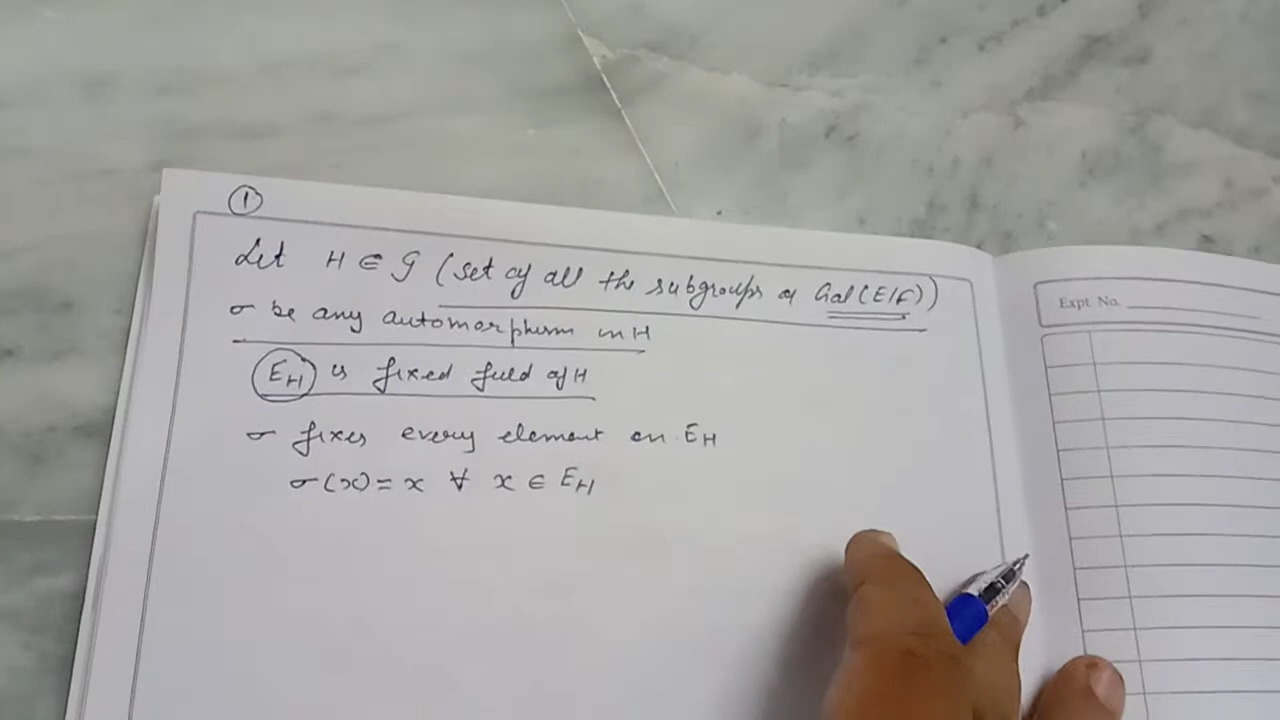 ①
Let H ∈ G (set of all the subgroups of Gal(E/F))
σ be any automorphism in H
E_H is fixed field of H
σ fixes every element on E_H
σ(x) = x ∀ x ∈ E_H
Expt. No.